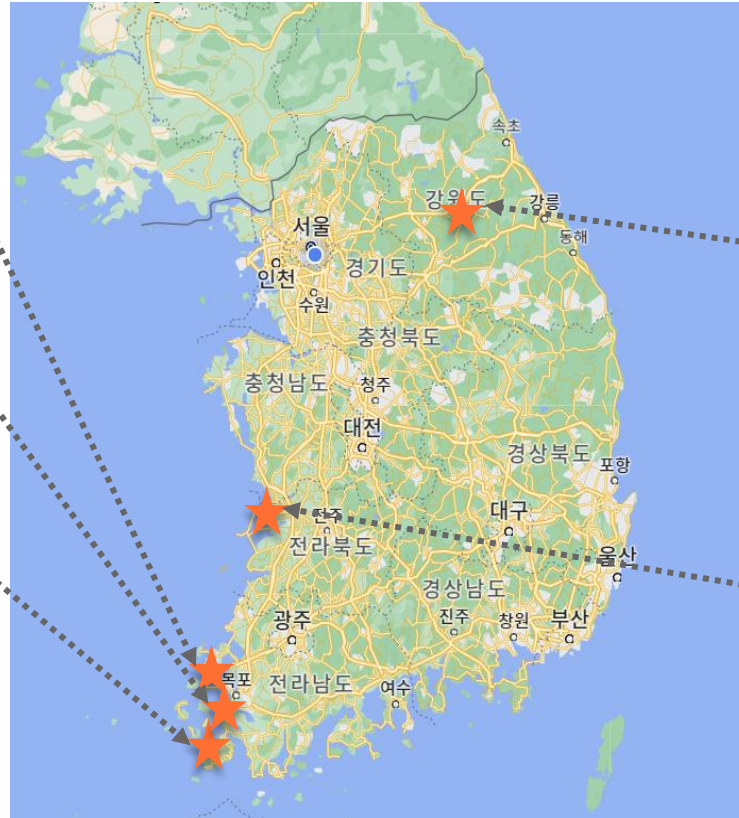 속초
강원도
강릉
서울
동해
인천
경기도
수원
충청북도
충청남도
청주
대전
경상북도
포항
대구
전주
전라북도
울산
경상남도
광주
진주
창원
부산
목포
전라남도
여수